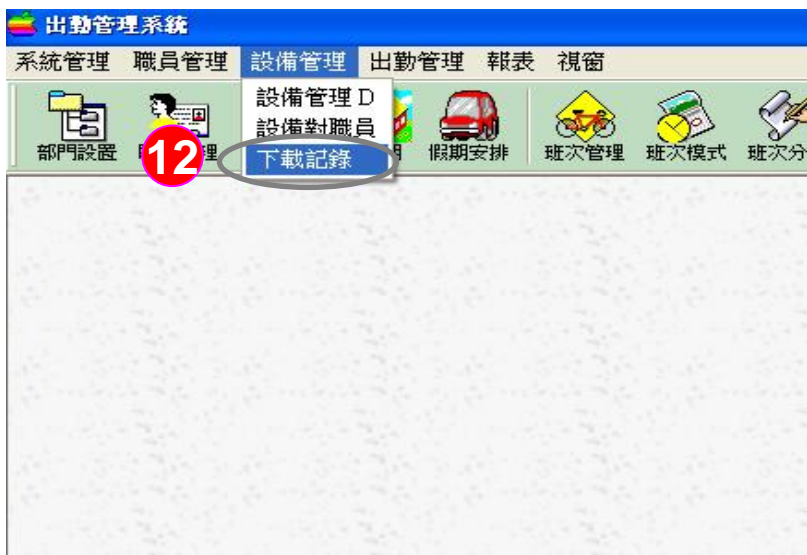 出勤管理系統
系統管理 職員管理 設備管理 出勤管理 報表 視窗
設備管理 D
設備對職員
下載記錄
部門設置 理 假期安排 班次管理 班次模式 班次分
12